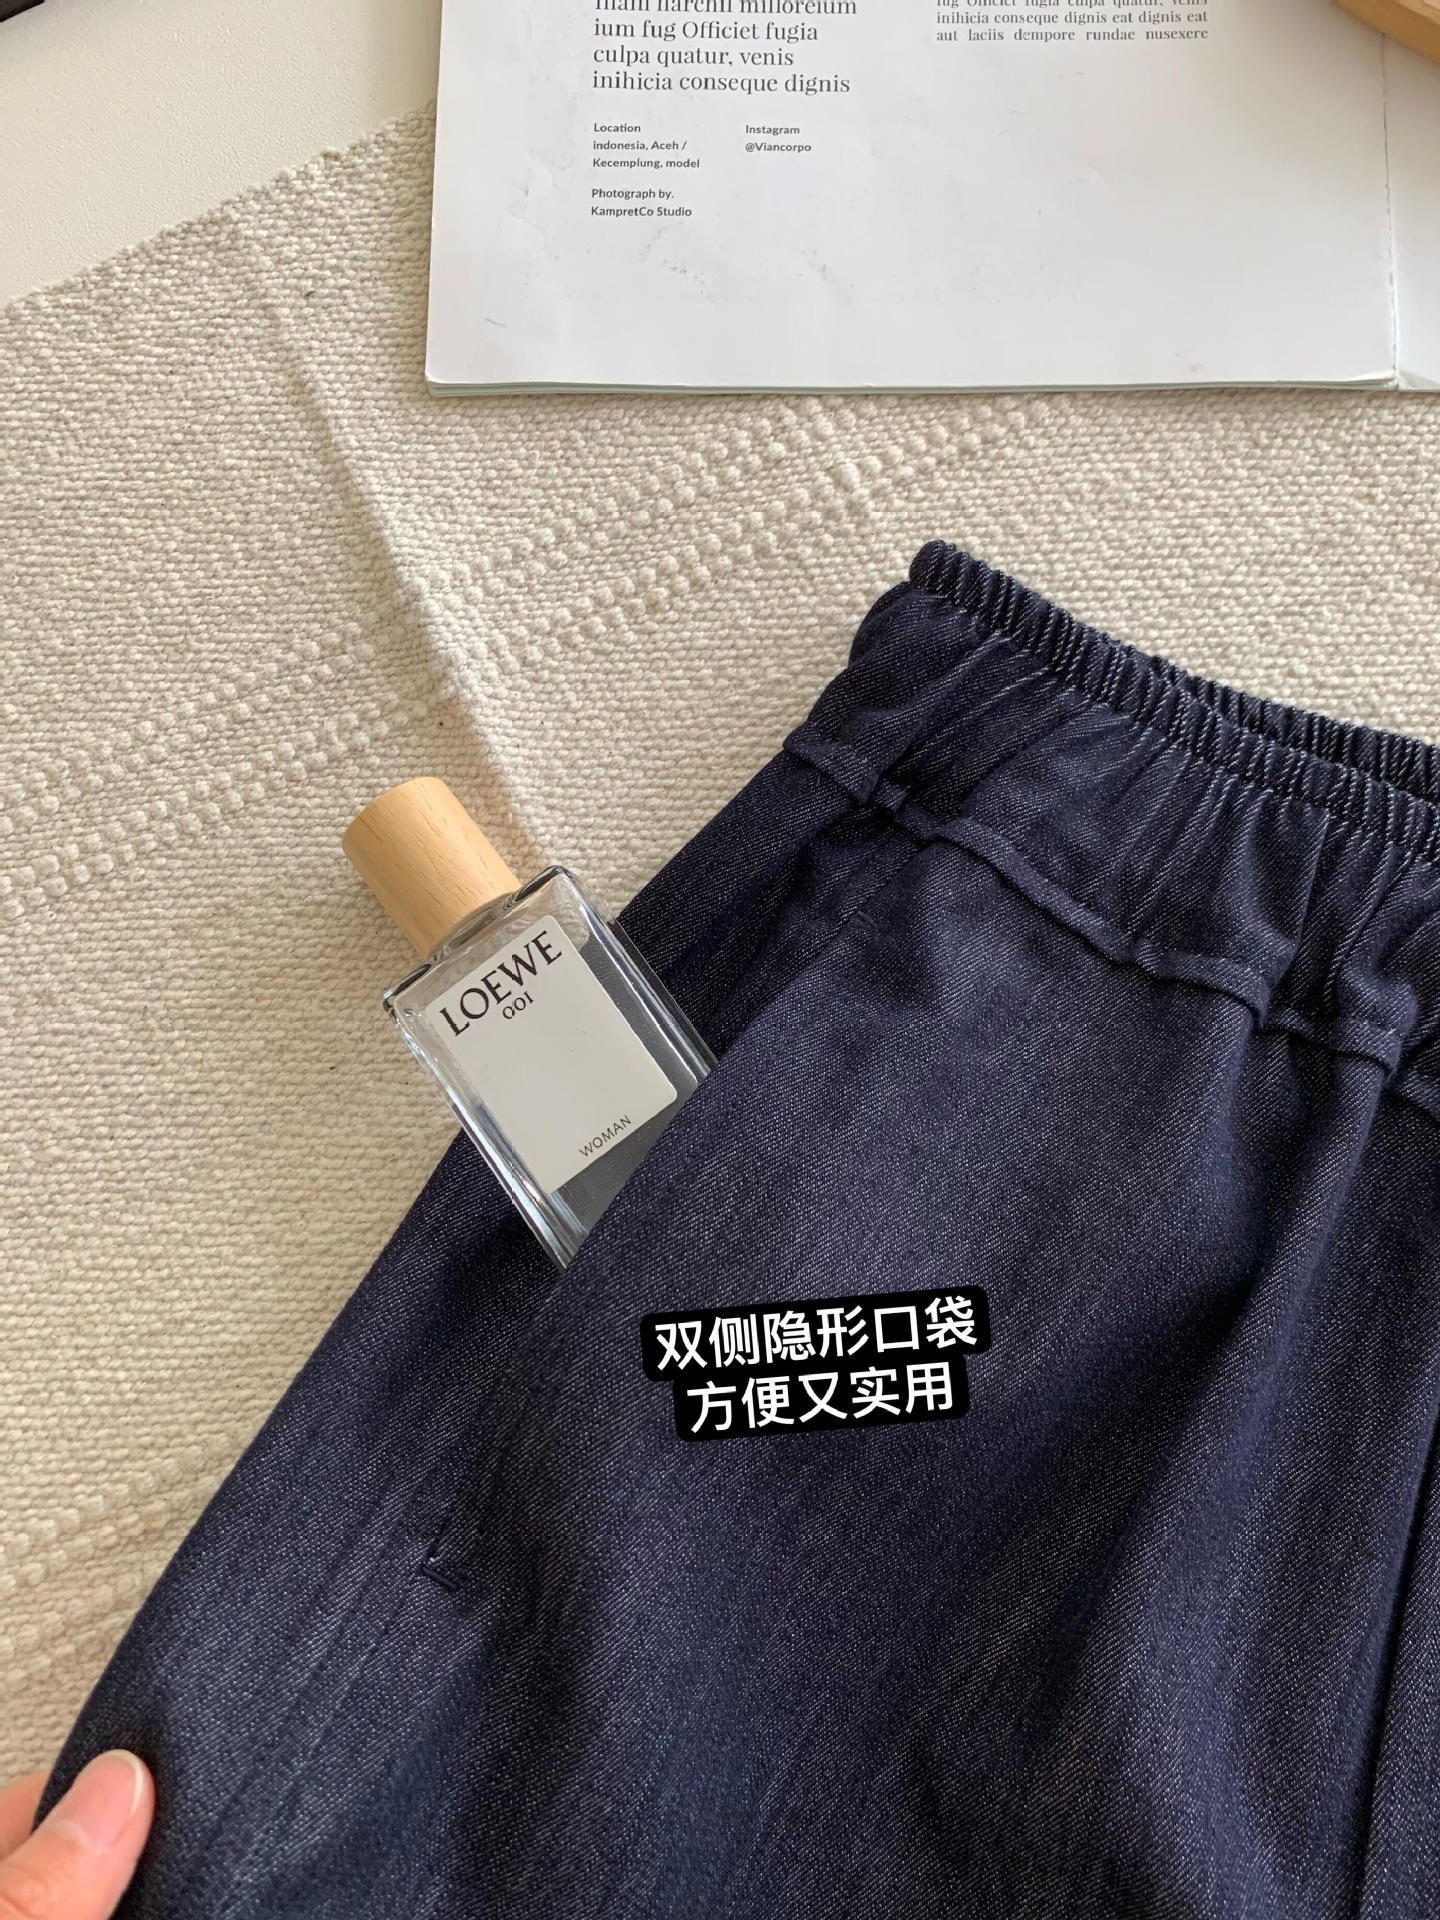 ium fug Officiet fugia
culpa quatur, venis
inihicia conseque dignis
inihicia conseque dignis eat dignis eat
aut laciis dempore rundae nusexere
Location
indonesia, Aceh /
Kecemplung, model
Instagram
@Viancorpo
Photograph by.
KampretCo Studio
LOEWE
001
WOMAN
双侧隐形口袋
方便又实用